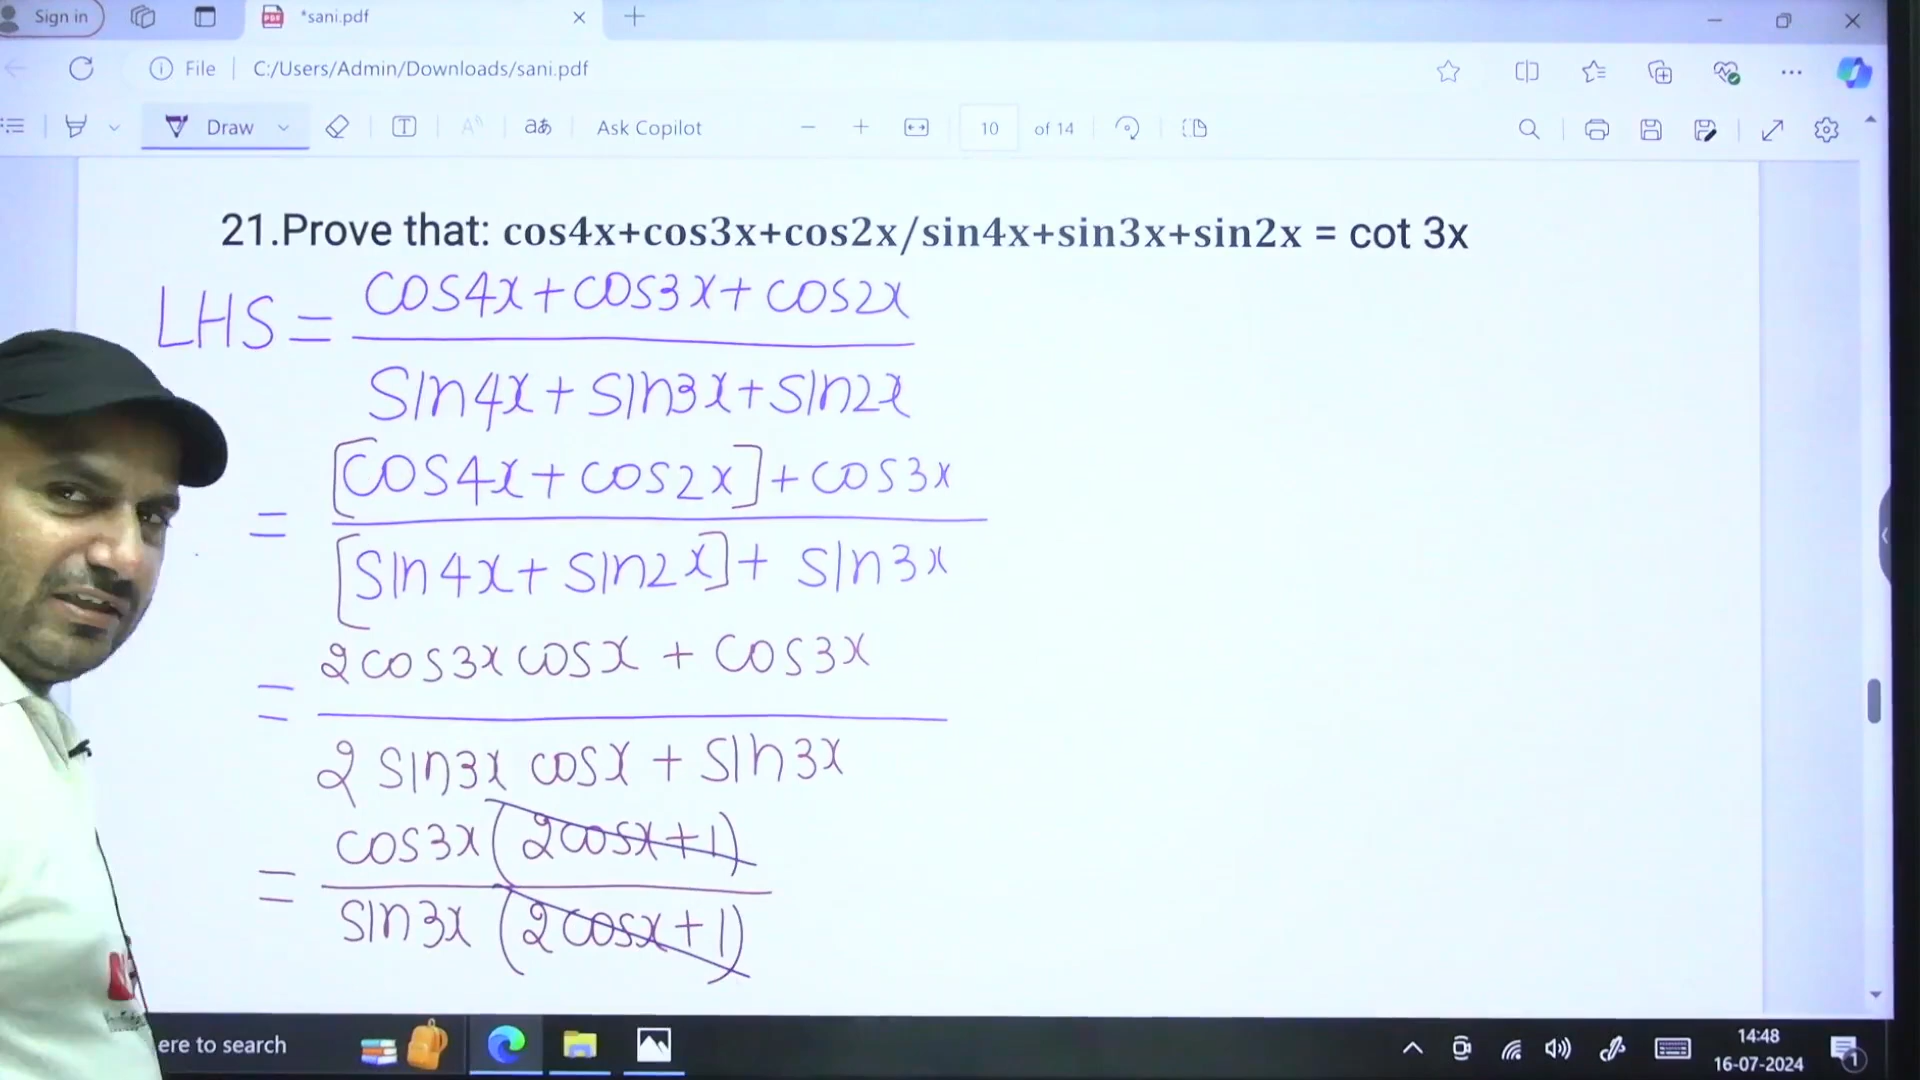 Sign in
*sani.pdf
File
C:/Users/Admin/Downloads/sani.pdf
Draw
T
aあ
Ask Copilot
10
of 14
21.Prove that: cos4x+cos3x+cos2x/sin4x+sin3x+sin2x = cot 3x
LHS = cos4x+cos3x+cos2x
sin4x+sin3x+sin2x
= [cos4x+cos2x]+cos3x
[sin4x+sin2x]+ sin3x
= 2cos3x cosx + cos3x
2 sin3x cosx + sin3x
= cos3x(2cosx+1)
sin3x (2cosx+1)
ere to search
14:48
16-07-2024
1